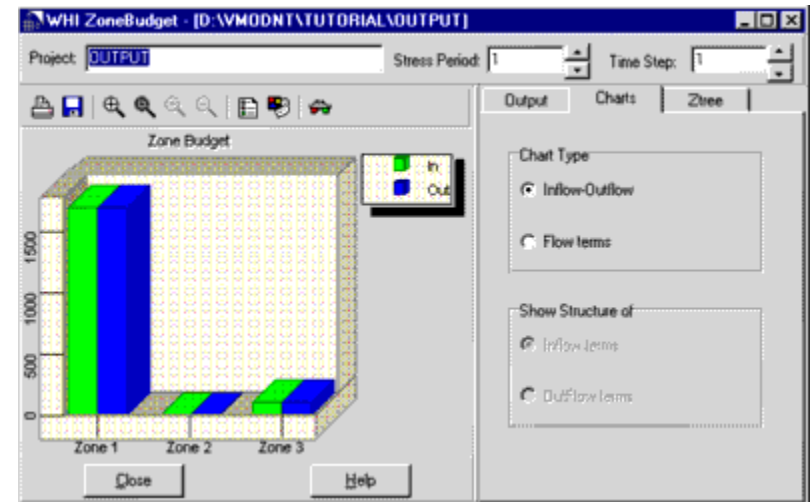 WHI ZoneBudget - [D:\VMODNT\TUTORIAL\OUTPUT]
Project: OUTPUT Stress Period: 1 Time Step: 1
Output Charts Ztree
Zone Budget
In
Out
1500
1000
500
0
Zone 1 Zone 2 Zone 3
Close Help
Chart Type
Inflow-Outflow
Flow terms
Show Structure of
Inflow terms
Outflow terms